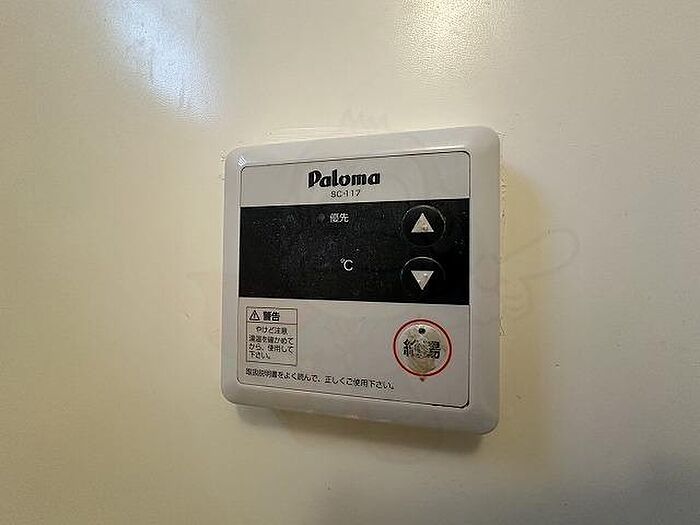 Paloma
SC-117
優先
℃
警告
やけど注意
湯温を確かめて
から、使用して
下さい。
給湯
取扱説明書をよく読んで、正しくご使用下さい。